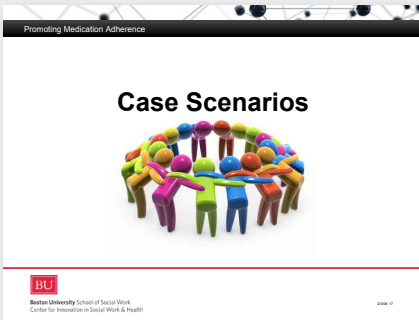 Promoting Medication Adherence
Case Scenarios
BU
Boston University School of Social Work
Center for Innovation in Social Work & Health